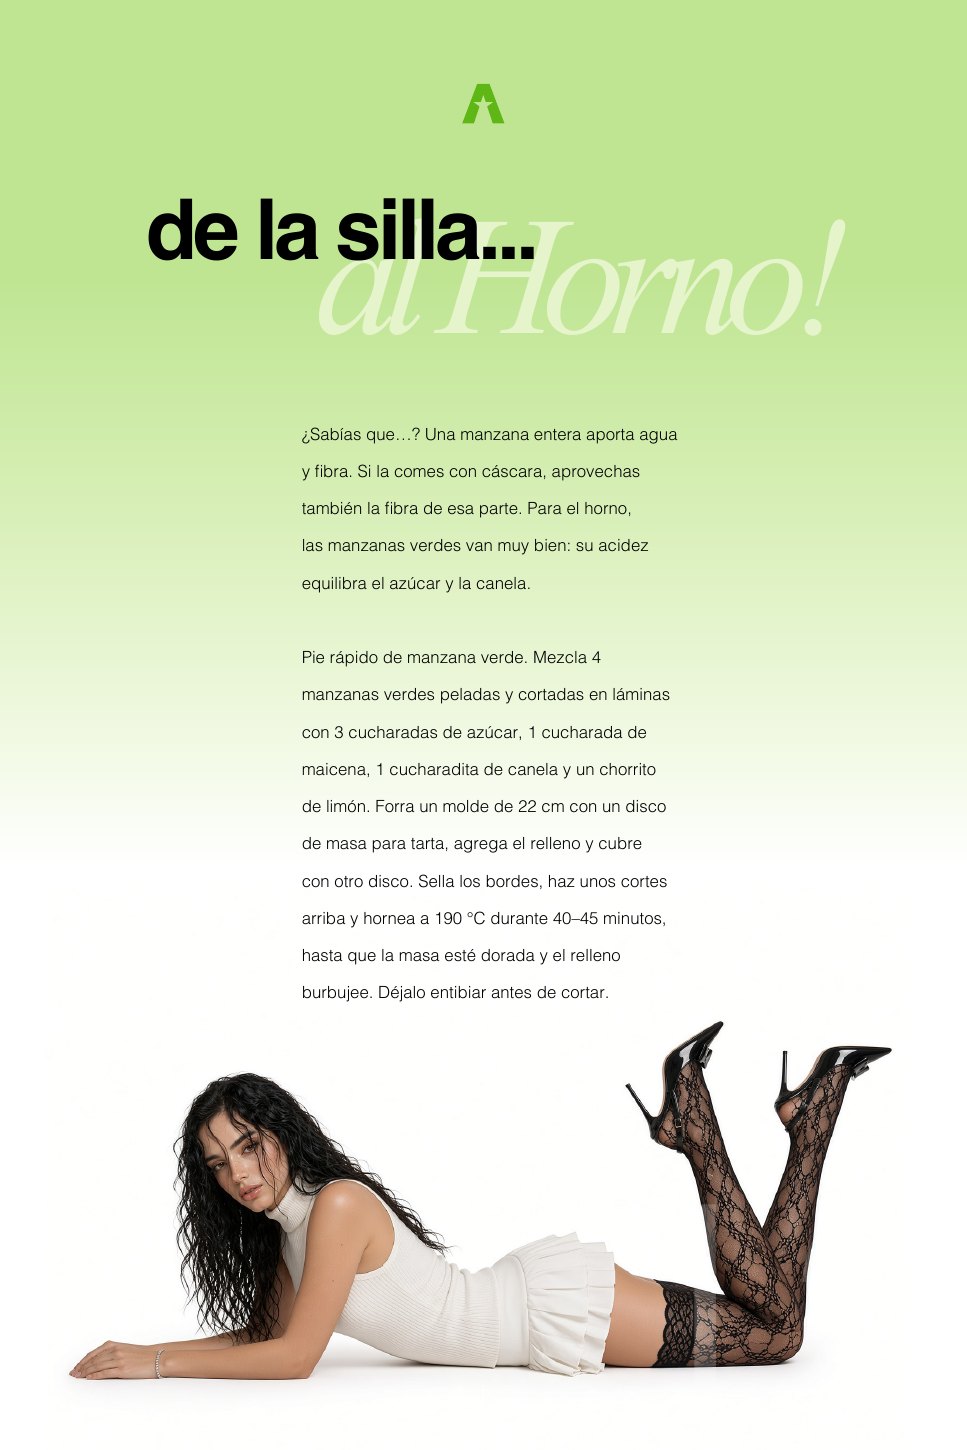 de la silla...
al Horno!
¿Sabías que…? Una manzana entera aporta agua
y fibra. Si la comes con cáscara, aprovechas
también la fibra de esa parte. Para el horno,
las manzanas verdes van muy bien: su acidez
equilibra el azúcar y la canela.
Pie rápido de manzana verde. Mezcla 4
manzanas verdes peladas y cortadas en láminas
con 3 cucharadas de azúcar, 1 cucharada de
maicena, 1 cucharadita de canela y un chorrito
de limón. Forra un molde de 22 cm con un disco
de masa para tarta, agrega el relleno y cubre
con otro disco. Sella los bordes, haz unos cortes
arriba y hornea a 190 °C durante 40–45 minutos,
hasta que la masa esté dorada y el relleno
burbujee. Déjalo entibiar antes de cortar.